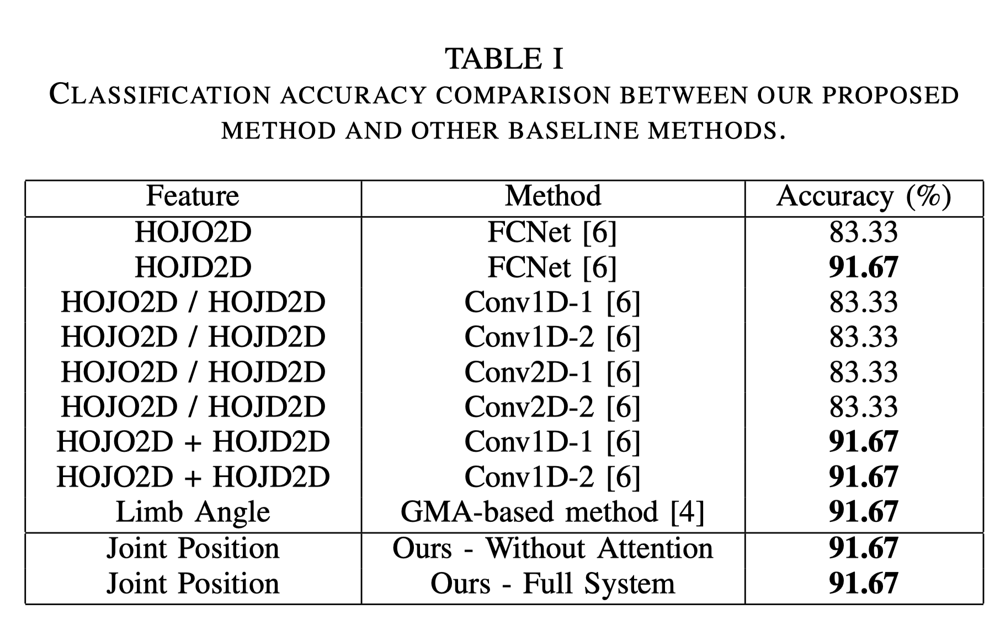 TABLE I
CLASSIFICATION ACCURACY COMPARISON BETWEEN OUR PROPOSED
METHOD AND OTHER BASELINE METHODS.
Feature Method Accuracy (%)
HOJO2D FCNet [6] 83.33
HOJD2D FCNet [6] 91.67
HOJO2D / HOJD2D Conv1D-1 [6] 83.33
HOJO2D / HOJD2D Conv1D-2 [6] 83.33
HOJO2D / HOJD2D Conv2D-1 [6] 83.33
HOJO2D / HOJD2D Conv2D-2 [6] 83.33
HOJO2D + HOJD2D Conv1D-1 [6] 91.67
HOJO2D + HOJD2D Conv1D-2 [6] 91.67
Limb Angle GMA-based method [4] 91.67
Joint Position Ours - Without Attention 91.67
Joint Position Ours - Full System 91.67